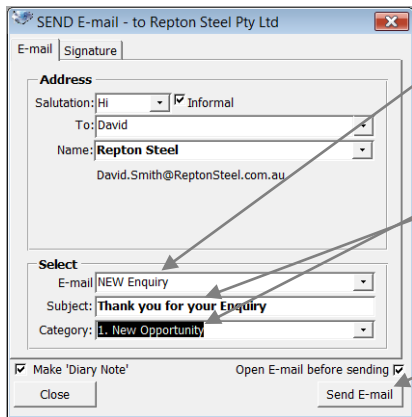 SEND E-mail - to Repton Steel Pty Ltd
E-mail Signature
Address
Salutation: Hi Informal
To: David
Name: Repton Steel
David.Smith@ReptonSteel.com.au
Select
E-mail NEW Enquiry
Subject: Thank you for your Enquiry
Category: 1. New Opportunity
Make 'Diary Note' Open E-mail before sending
Close Send E-mail